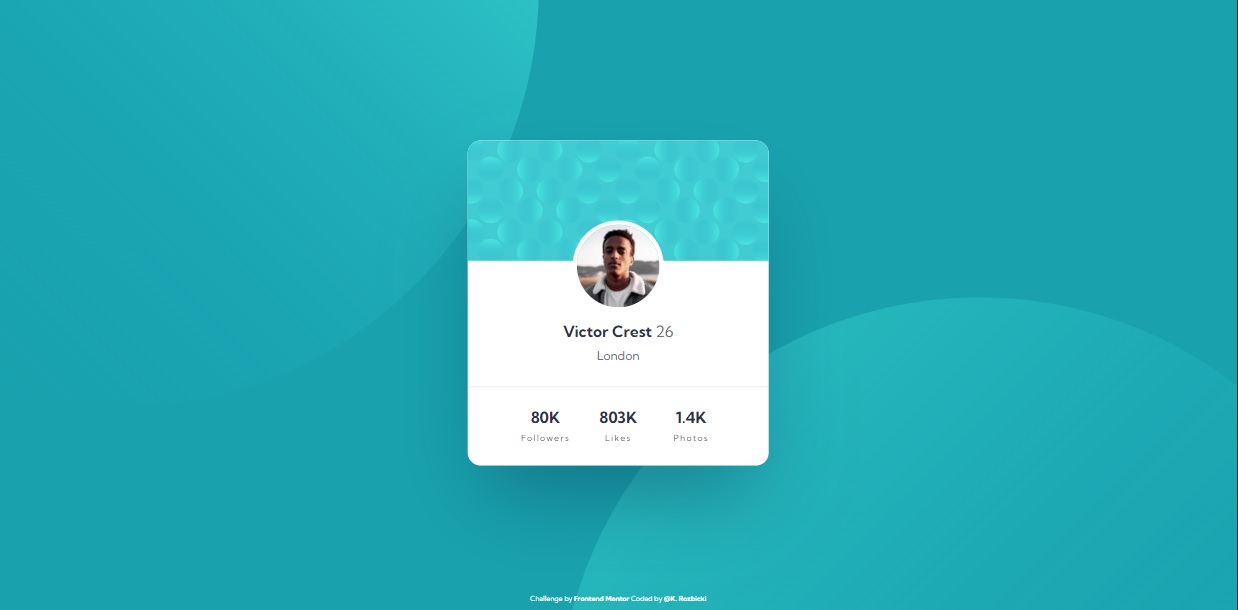 Victor Crest 26
London
80K 803K 1.4K
Followers Likes Photos
Challenge by Frontend Mentor Coded by @K. Rozbicki